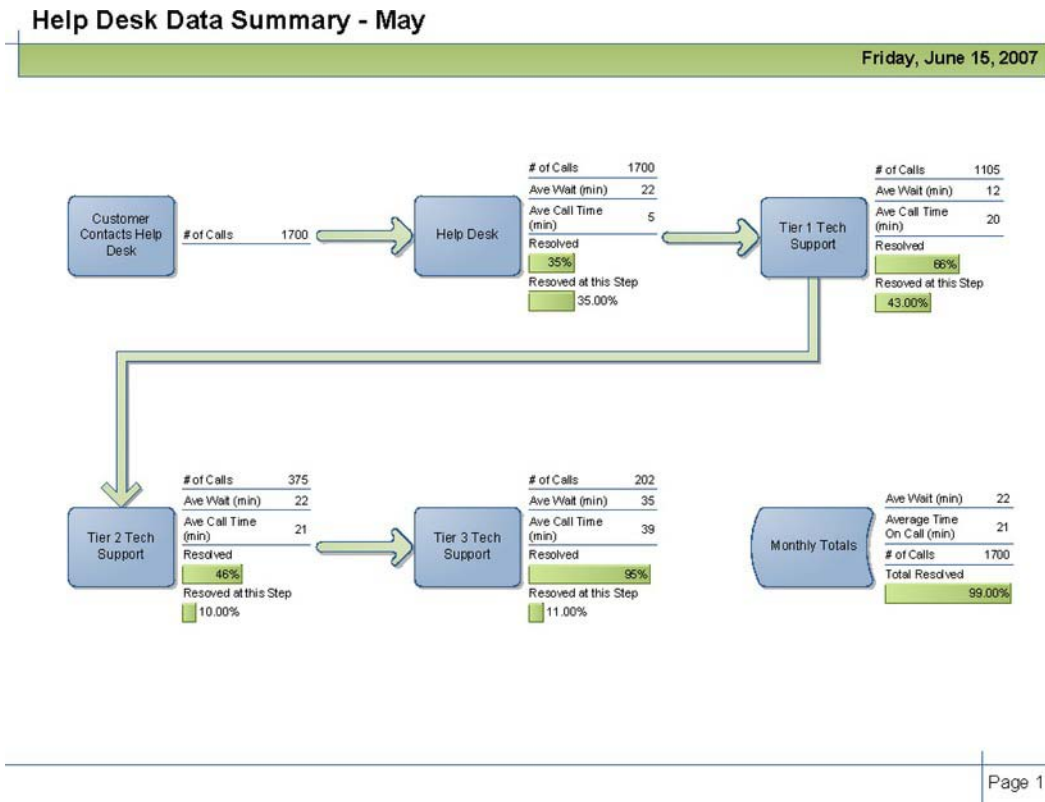 Help Desk Data Summary - May
Friday, June 15, 2007
Customer
Contacts Help
Desk
# of Calls 1700
Help Desk
# of Calls 1700
Ave Wait (min) 22
Ave Call Time
(min) 5
Resolved
35%
Resoved at this Step
35.00%
Tier 1 Tech
Support
# of Calls 1105
Ave Wait (min) 12
Ave Call Time
(min) 20
Resolved
66%
Resoved at this Step
43.00%
Tier 2 Tech
Support
# of Calls 375
Ave Wait (min) 22
Ave Call Time
(min) 21
Resolved
46%
Resoved at this Step
10.00%
Tier 3 Tech
Support
# of Calls 202
Ave Wait (min) 35
Ave Call Time
(min) 39
Resolved
95%
Resoved at this Step
11.00%
Monthly Totals
Ave Wait (min) 22
Average Time
On Call (min) 21
# of Calls 1700
Total Resolved
99.00%
Page 1